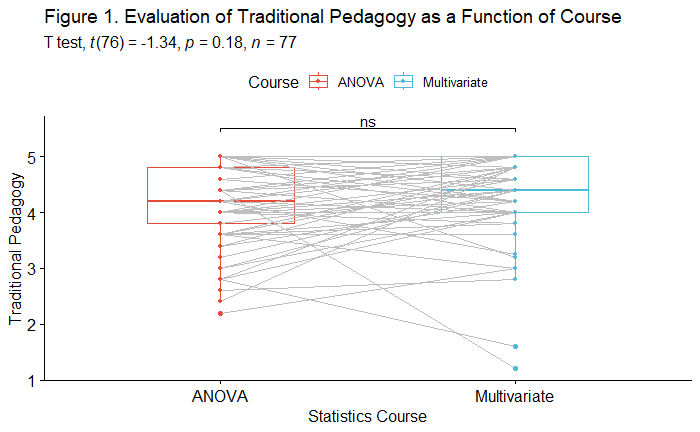 Figure 1. Evaluation of Traditional Pedagogy as a Function of Course
T test, t(76) = -1.34, p = 0.18, n = 77
Course ANOVA Multivariate
ns
5
4
3
2
1
Traditional Pedagogy
ANOVA Multivariate
Statistics Course